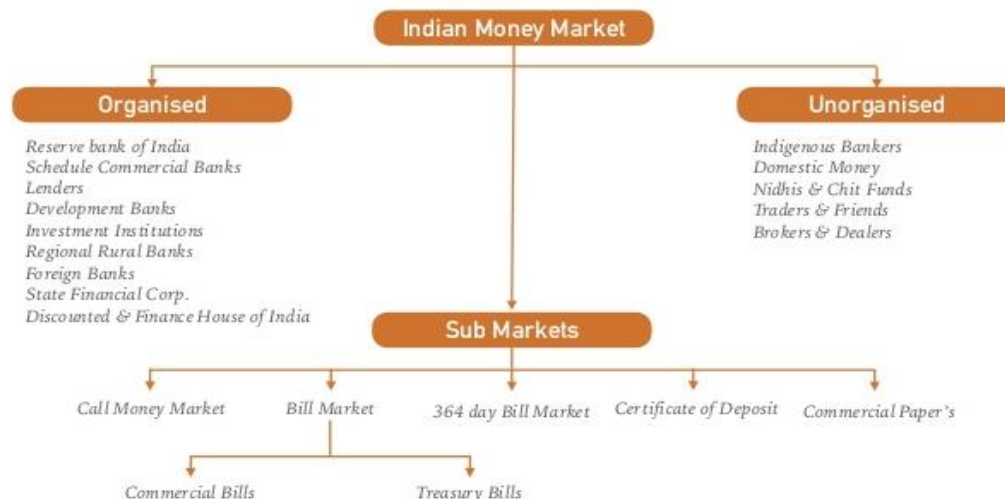 Indian Money Market
Organised
Unorganised
Reserve bank of India
Schedule Commercial Banks
Lenders
Development Banks
Investment Institutions
Regional Rural Banks
Foreign Banks
State Financial Corp.
Discounted & Finance House of India
Indigenous Bankers
Domestic Money
Nidhis & Chit Funds
Traders & Friends
Brokers & Dealers
Sub Markets
Call Money Market
Bill Market
364 day Bill Market
Certificate of Deposit
Commercial Paper's
Commercial Bills
Treasury Bills